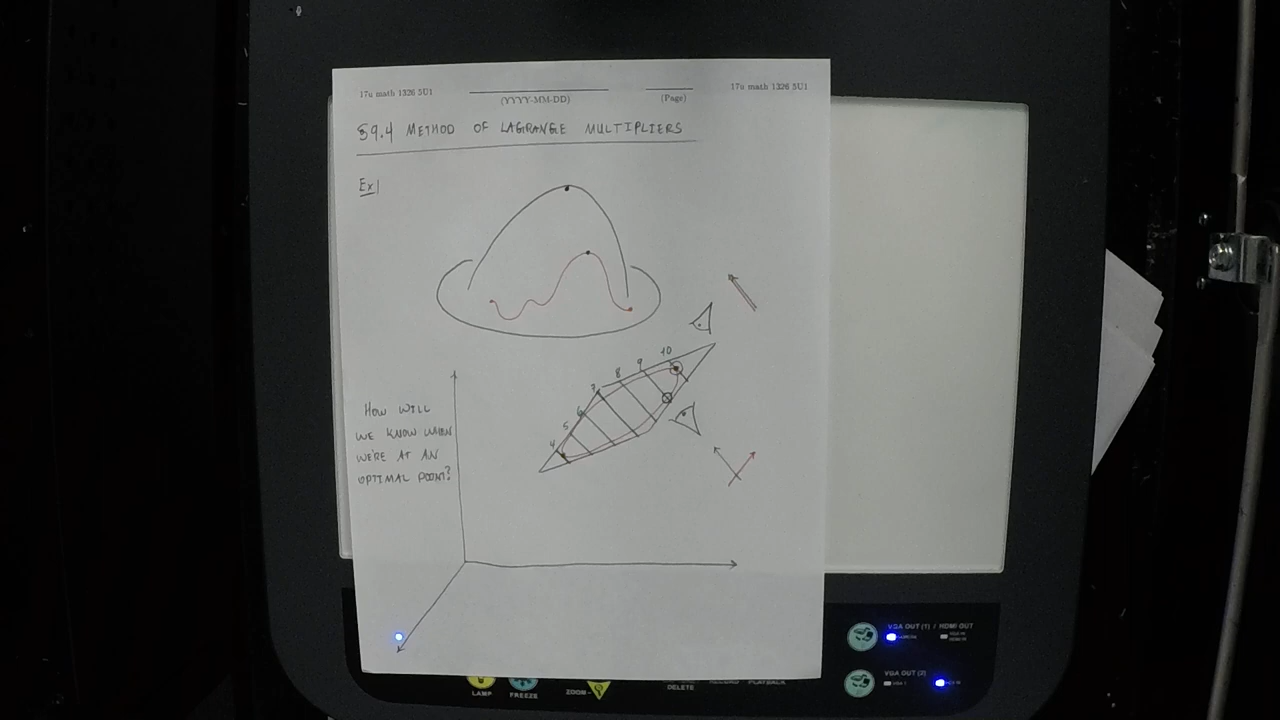 17u math 1326 5U1
(YYYY-MM-DD)
(Page)
17u math 1326 5U1
§9.4 METHOD OF LAGRANGE MULTIPLIERS
Ex1
10
9
8
7
6
5
4
HOW WILL
WE KNOW WHEN
WE'RE AT AN
OPTIMAL POINT?
VGA OUT (1) / HDMI OUT
VGA OUT (2)
LAMP
FREEZE
ZOOM
DELETE
PLAYBACK